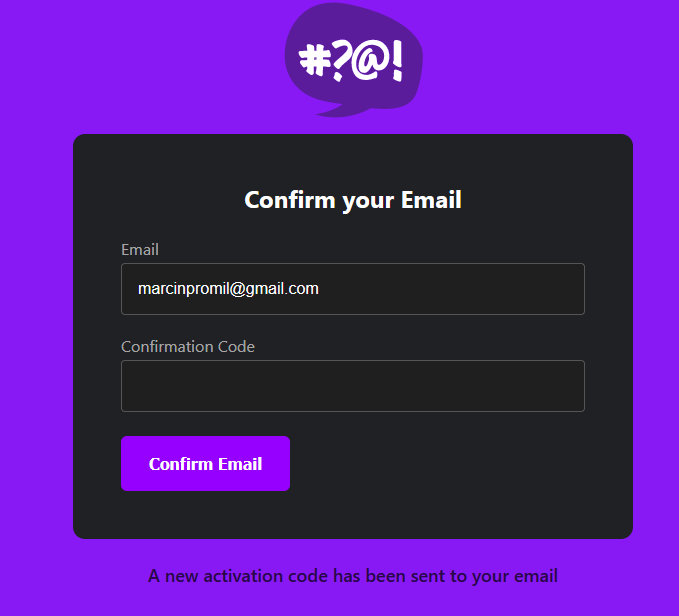 #?@!
Confirm your Email
Email
marcinpromil@gmail.com
Confirmation Code
Confirm Email
A new activation code has been sent to your email